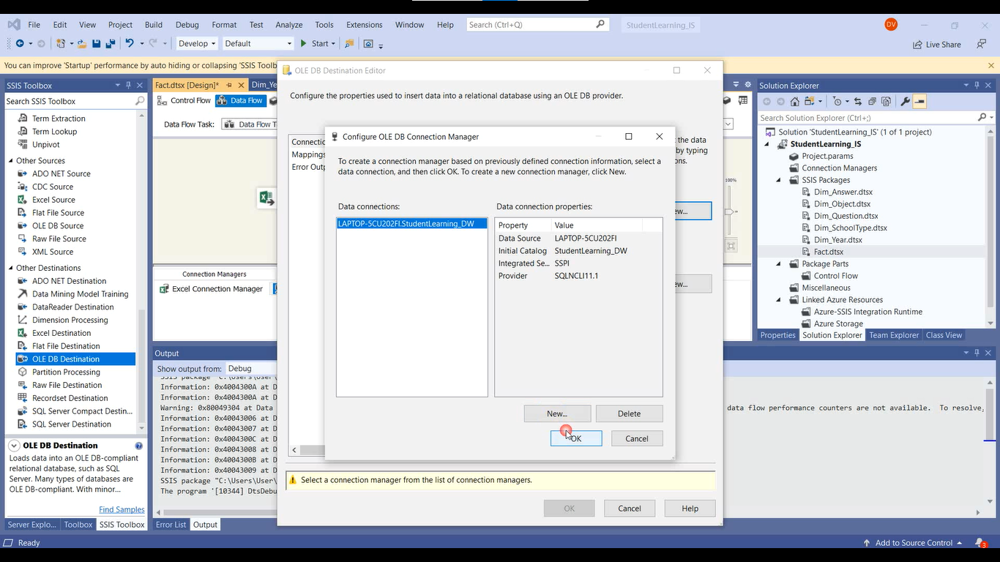 File Edit View Project Build Debug Format Test Analyze Tools Extensions Window Help Search (Ctrl+Q) StudentLearning_IS DV
Develop Default Start Live Share
You can improve 'Startup' performance by auto hiding or collapsing 'SSIS Toolb
SSIS Toolbox
Search SSIS Toolbox
Term Extraction
Term Lookup
Unpivot
Other Sources
ADO NET Source
CDC Source
Excel Source
Flat File Source
OLE DB Source
Raw File Source
XML Source
Other Destinations
ADO NET Destination
Data Mining Model Training
DataReader Destination
Dimension Processing
Excel Destination
Flat File Destination
OLE DB Destination
Partition Processing
Raw File Destination
Recordset Destination
SQL Server Compact Destin...
SQL Server Destination
OLE DB Destination
Loads data into an OLE DB-compliant
relational database, such as SQL
Server. Many types of databases are
OLE DB-compliant. With minor...
Find Samples
Server Explo... Toolbox SSIS Toolbox
Fact.dtsx [Design]* Dim_Ye
Control Flow Data Flow
Data Flow Task: Data Flow T
100%
Connection Managers
Excel Connection Manager
OLE DB Destination Editor
Configure the properties used to insert data into a relational database using an OLE DB provider.
Connectio
Mappings
Error Outp
the data
by typing
ons.
ew...
ew...
Select a connection manager from the list of connection managers.
OK Cancel Help
Configure OLE DB Connection Manager
To create a connection manager based on previously defined connection information, select a
data connection, and then click OK. To create a new connection manager, click New.
Data connections:
LAPTOP-5CU202FI.StudentLearning_DW
Data connection properties:
Property Value
Data Source LAPTOP-5CU202FI
Initial Catalog StudentLearning_DW
Integrated Se... SSPI
Provider SQLNCLI11.1
New... Delete
OK Cancel
Output
Show output from: Debug
SSIS package "C:\Users\User\
Information: 0x4004300A at D
Information: 0x4004300A at D
Warning: 0x80049304 at Data
data flow performance counters are not available. To resolve,
Information: 0x40043006 at D
Information: 0x40043007 at D
Information: 0x4004300C at D
Information: 0x40043008 at D
Information: 0x40043009 at D
SSIS package "C:\Users\User\
The program '[10344] DtsDebu
Error List Output
Solution Explorer
Search Solution Explorer (Ctrl+;)
Solution 'StudentLearning_IS' (1 of 1 project)
StudentLearning_IS
Project.params
Connection Managers
SSIS Packages
Dim_Answer.dtsx
Dim_Object.dtsx
Dim_Question.dtsx
Dim_SchoolType.dtsx
Dim_Year.dtsx
Fact.dtsx
Package Parts
Control Flow
Miscellaneous
Linked Azure Resources
Azure-SSIS Integration Runtime
Azure Storage
Properties Solution Explorer Team Explorer Class View
Ready Add to Source Control 3